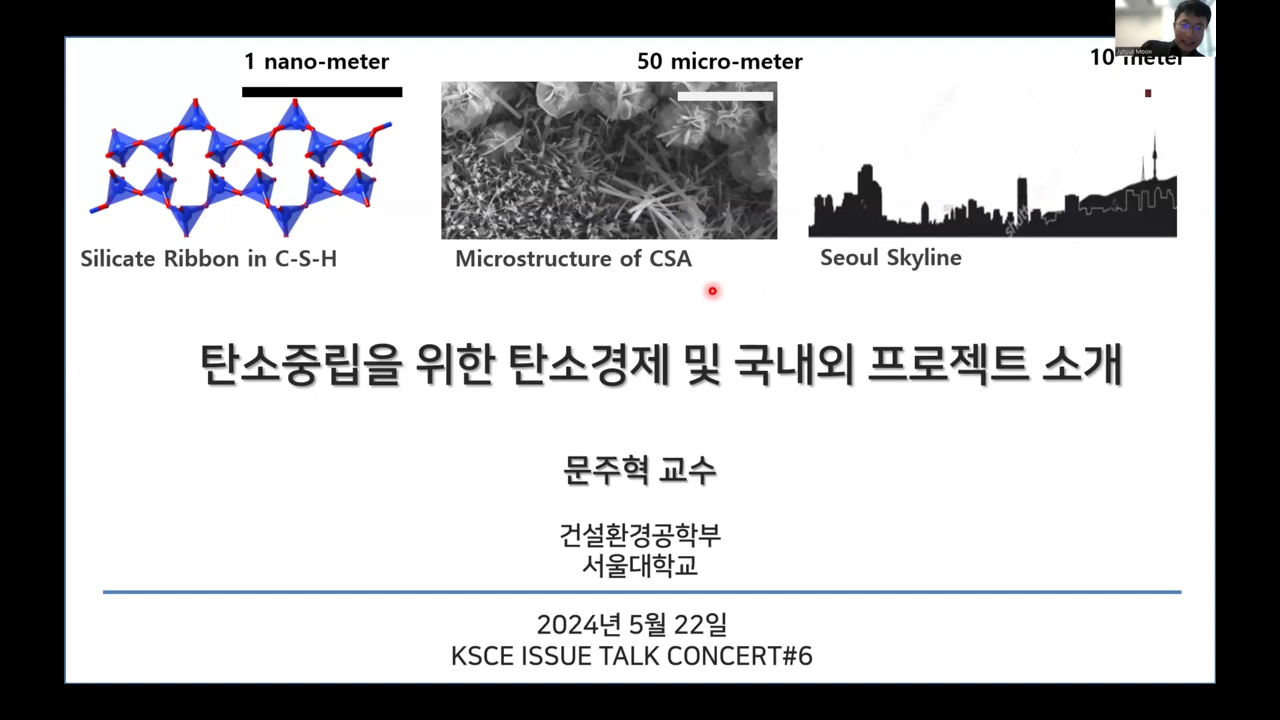 1 nano-meter
50 micro-meter
10 meter
Juhyuk Moon
Silicate Ribbon in C-S-H
Microstructure of CSA
Seoul Skyline
탄소중립을 위한 탄소경제 및 국내외 프로젝트 소개
문주혁 교수
건설환경공학부
서울대학교
2024년 5월 22일
KSCE ISSUE TALK CONCERT#6